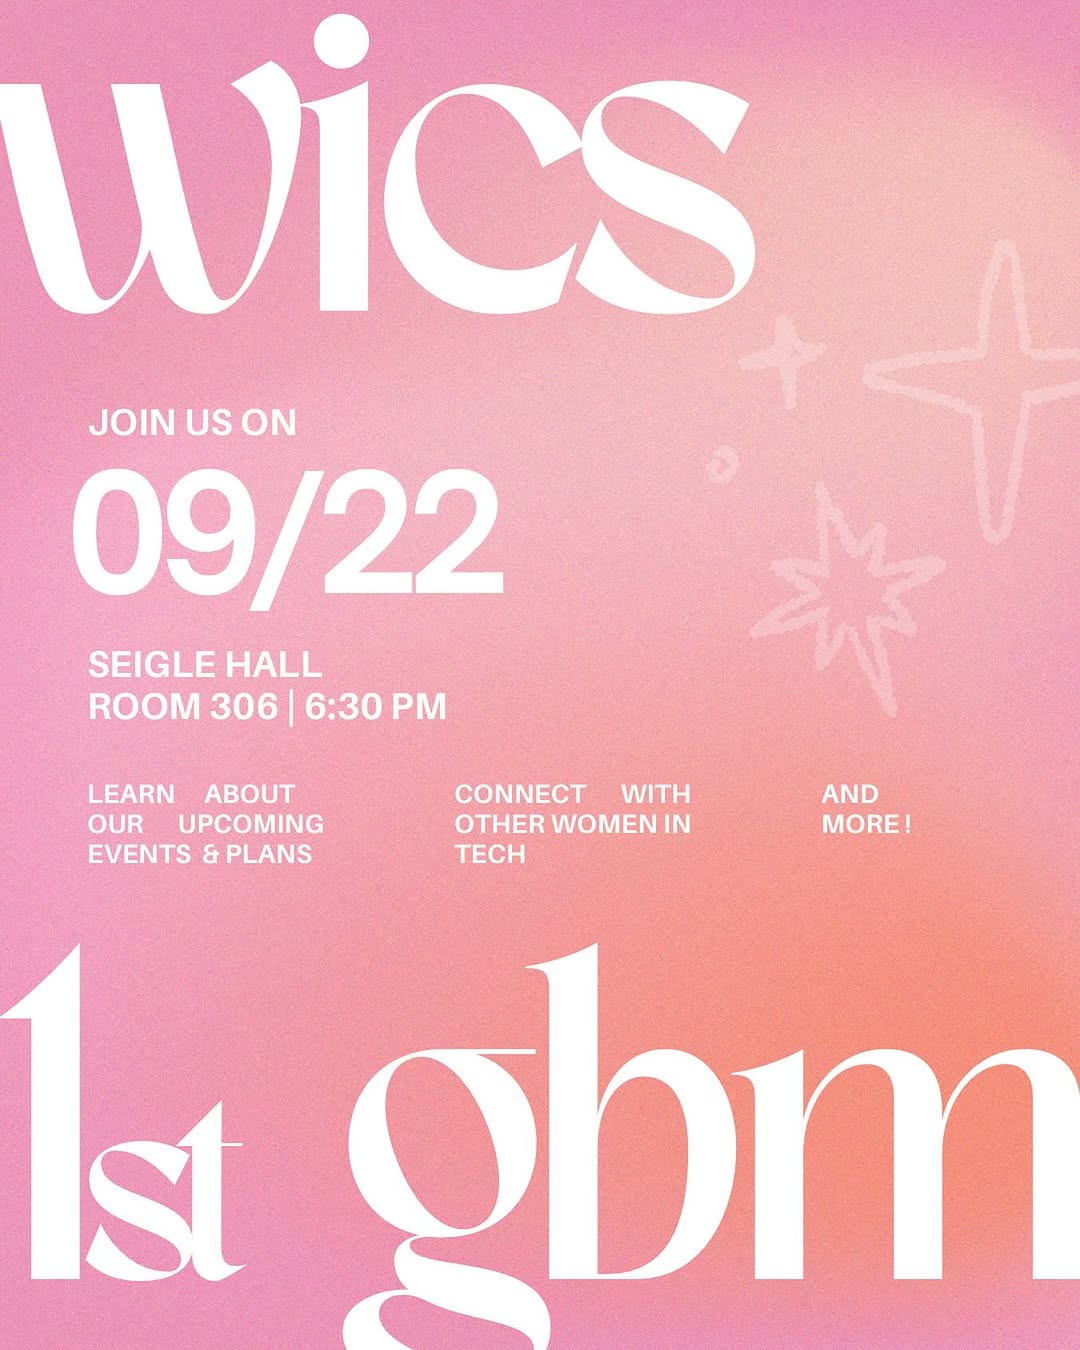 wics
JOIN US ON
09/22
SEIGLE HALL
ROOM 306 | 6:30 PM
LEARN ABOUT
OUR UPCOMING
EVENTS & PLANS
CONNECT WITH
OTHER WOMEN IN
TECH
AND
MORE !
1st gbm